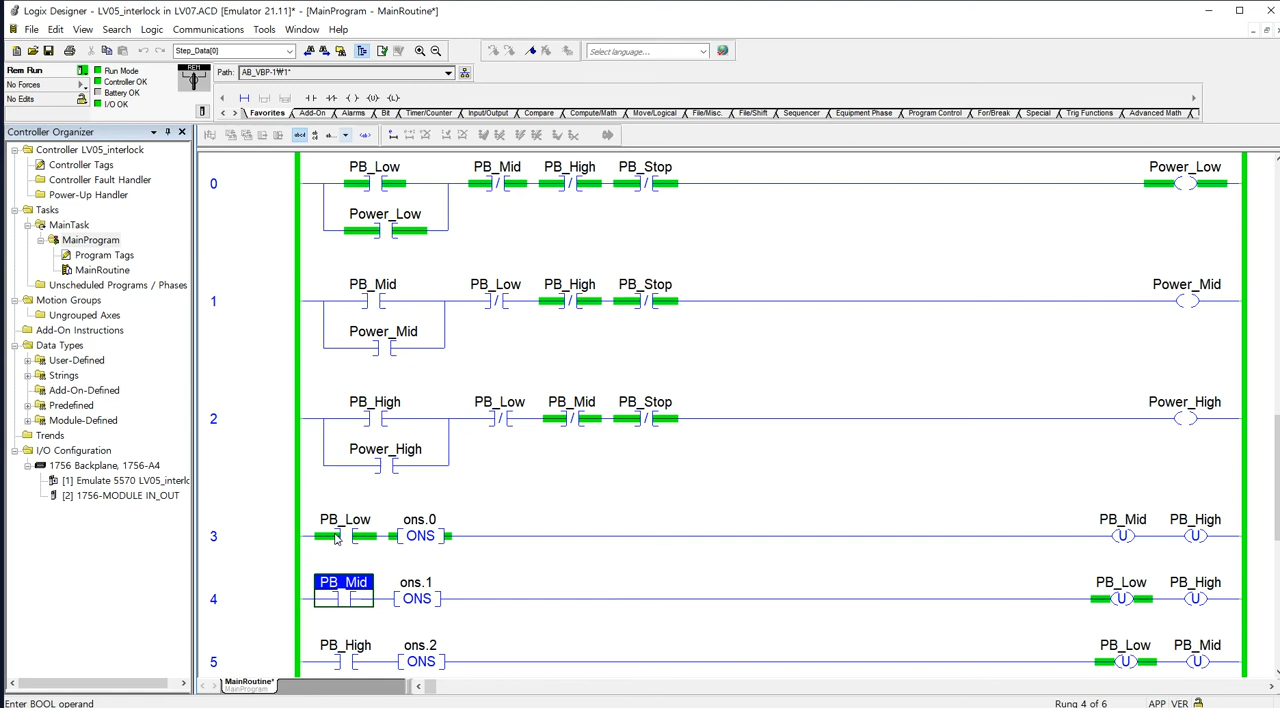 Logix Designer - LV05_interlock in LV07.ACD [Emulator 21.11]* - [MainProgram - MainRoutine*]
File Edit View Search Logic Communications Tools Window Help
Step_Data[0] Select language...
Rem Run Run Mode
No Forces Controller OK
Battery OK
No Edits I/O OK
REM
Path: AB_VBP-1₩1*
Favorites Add-On Alarms Bit Timer/Counter Input/Output Compare Compute/Math Move/Logical File/Misc. File/Shift Sequencer Equipment Phase Program Control For/Break Special Trig Functions Advanced Math
Controller Organizer
Controller LV05_interlock
Controller Tags
Controller Fault Handler
Power-Up Handler
Tasks
MainTask
MainProgram
Program Tags
MainRoutine
Unscheduled Programs / Phases
Motion Groups
Ungrouped Axes
Add-On Instructions
Data Types
User-Defined
Strings
Add-On-Defined
Predefined
Module-Defined
Trends
I/O Configuration
1756 Backplane, 1756-A4
[1] Emulate 5570 LV05_interlo
[2] 1756-MODULE IN_OUT
PB_Low PB_Mid PB_High PB_Stop Power_Low
0
Power_Low
PB_Mid PB_Low PB_High PB_Stop Power_Mid
1
Power_Mid
PB_High PB_Low PB_Mid PB_Stop Power_High
2
Power_High
PB_Low ons.0 PB_Mid PB_High
3 ONS U U
PB_Mid ons.1 PB_Low PB_High
4 ONS U U
PB_High ons.2 PB_Low PB_Mid
5 ONS U U
MainRoutine*
MainProgram
Enter BOOL operand Rung 4 of 6 APP VER